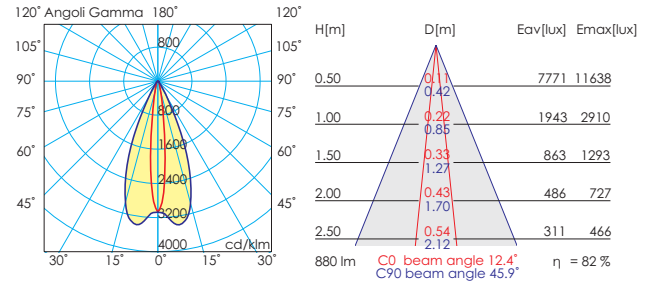 120° Angoli Gamma 180° 120°
105° 105°
90° 90°
75° 75°
60° 60°
45° 45°
800
800
1600
2400
3200
4000 cd/klm
30° 15° 0° 15° 30°
H[m] D[m] Eav[lux] Emax[lux]
0.50 0.11 7771 11638
0.42
1.00 0.22 1943 2910
0.85
1.50 0.33 863 1293
1.27
2.00 0.43 486 727
1.70
2.50 0.54 311 466
2.12
880 lm C0 beam angle 12.4° η = 82 %
C90 beam angle 45.9°